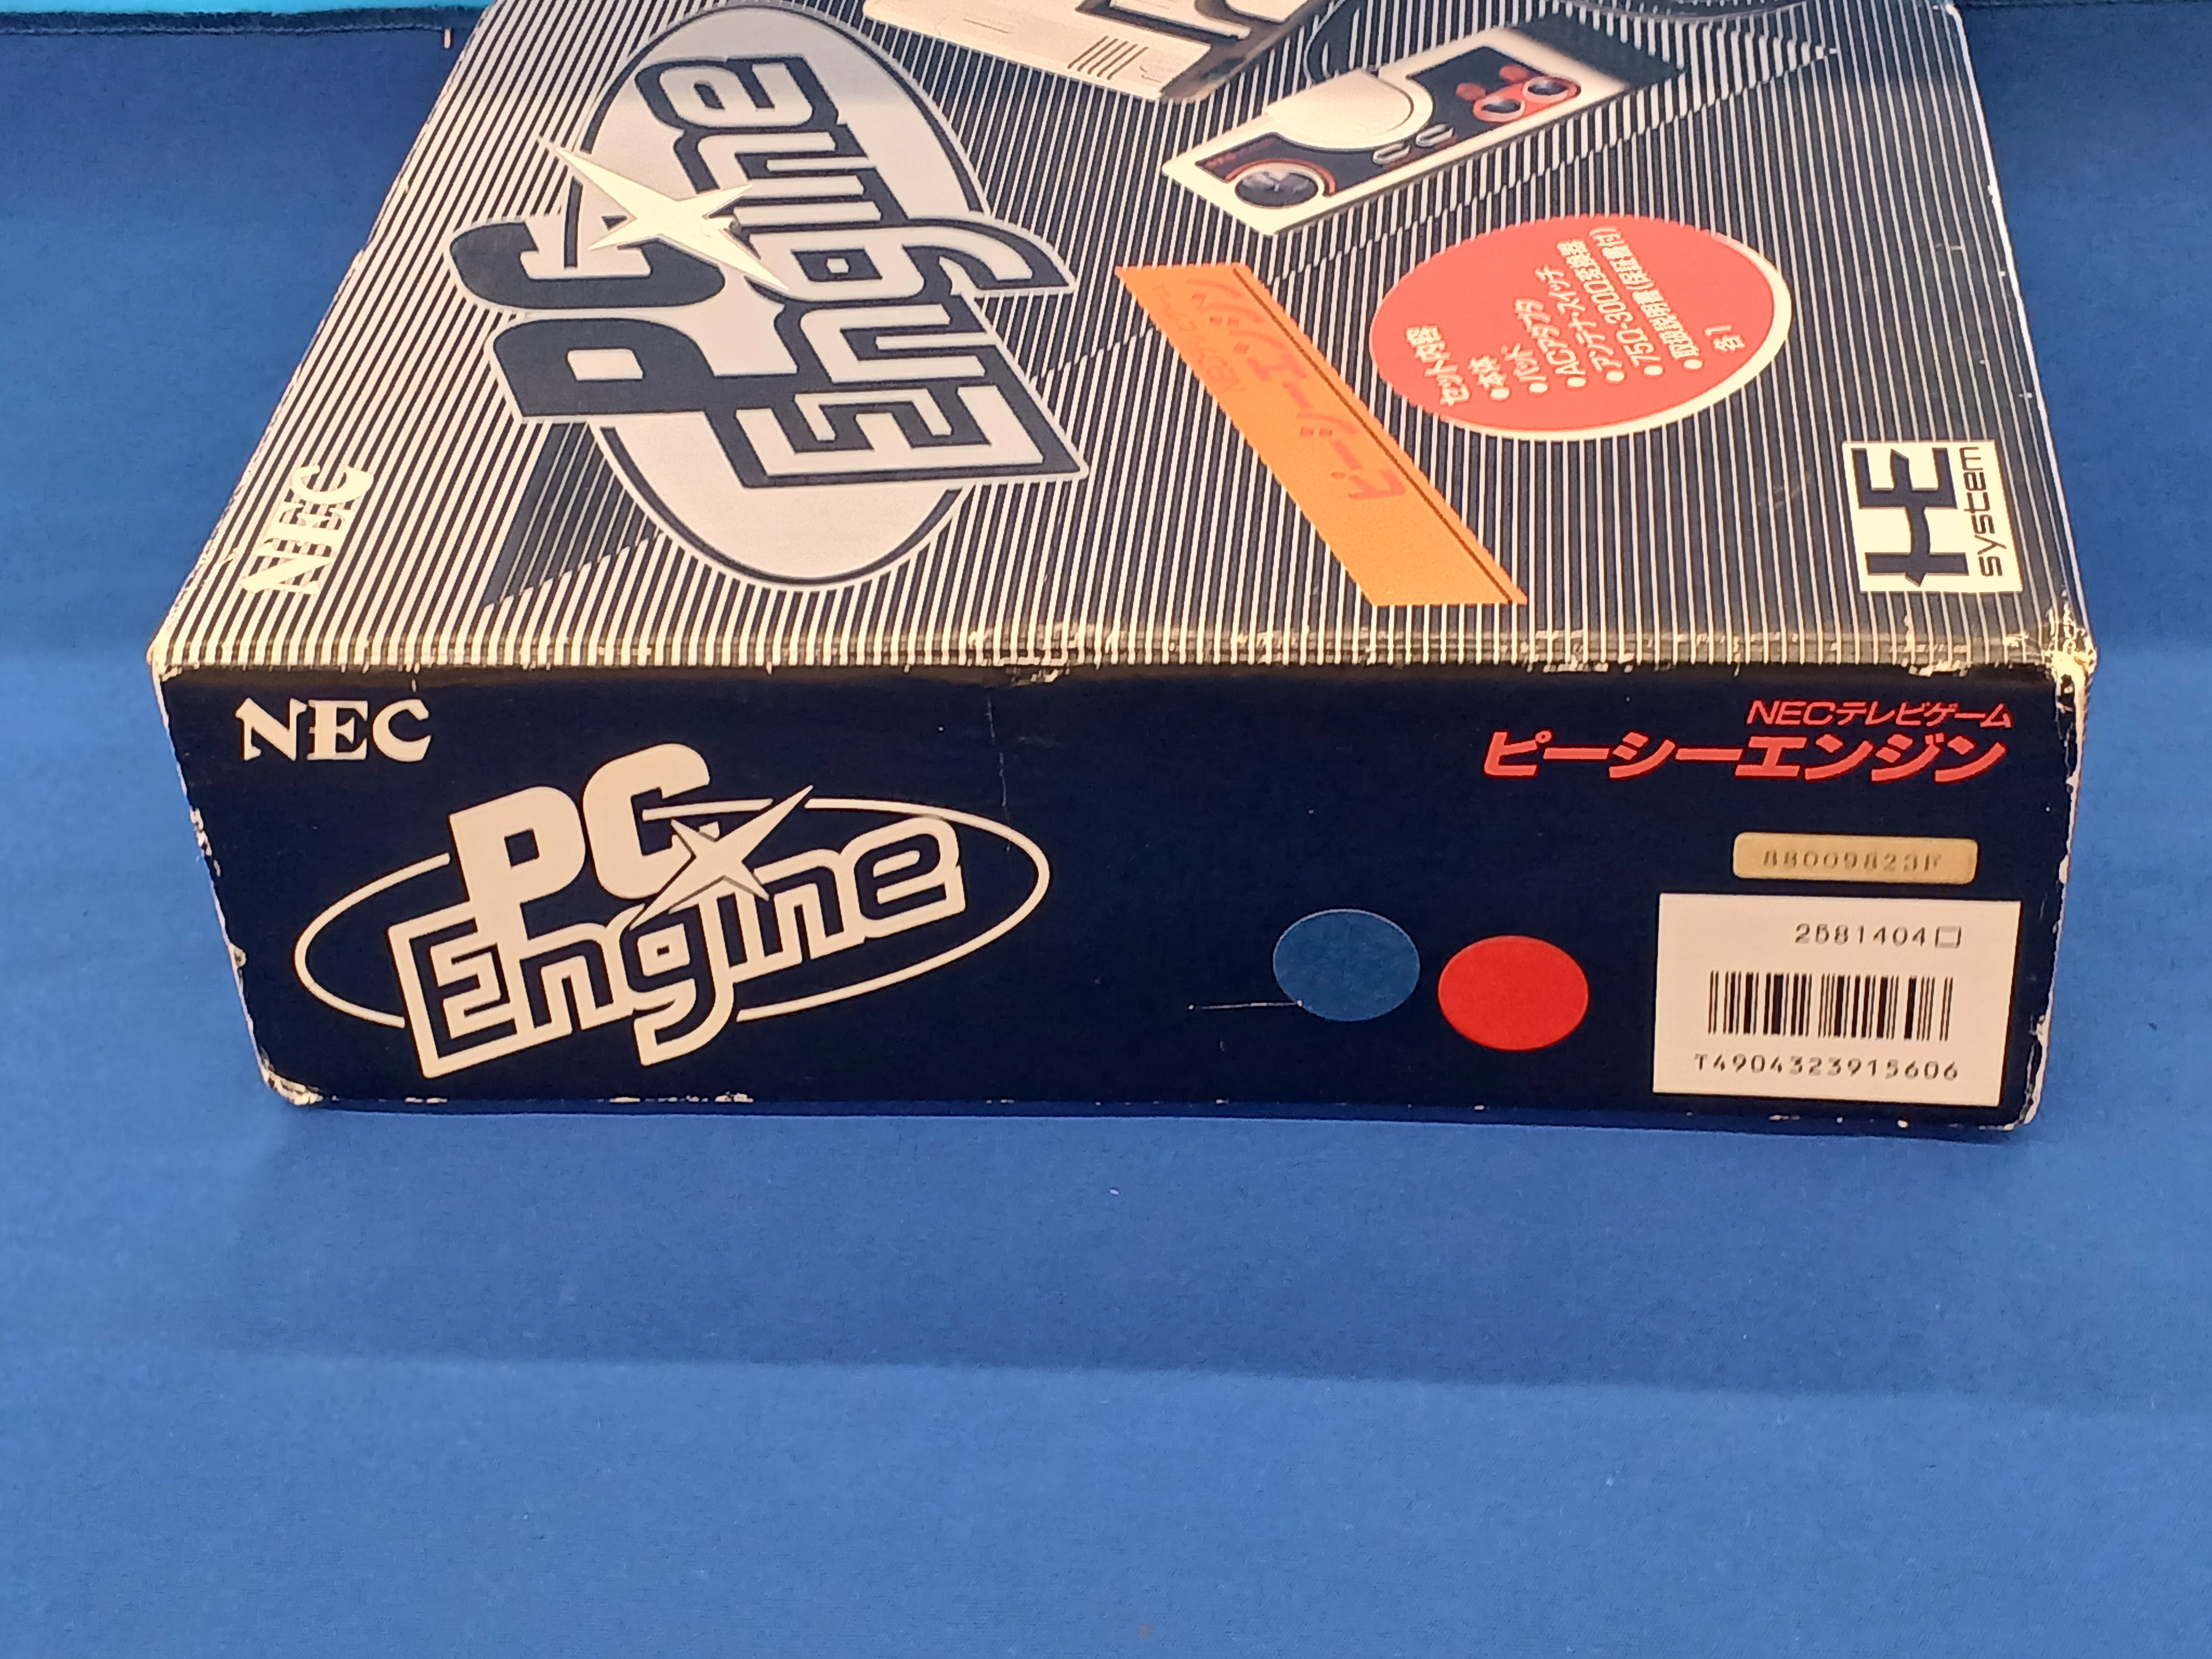 NEC
PC
Engine
ピーシーエンジン
セット内容
●本体
●パッド
●ACアダプタ
●アンテナ・スイッチ
●75Ω-300Ω変換器
●取扱説明書(保証書付)
各1
HE
system
NEC
PC
Engine
NECテレビゲーム
ピーシーエンジン
88009823F
2581404□
T4904323915606